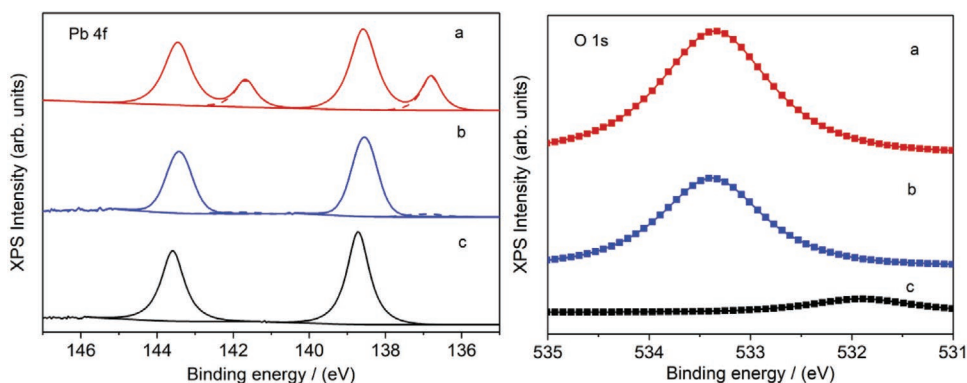 Pb 4f
a
b
c
XPS Intensity (arb. units)
146 144 142 140 138 136
Binding energy / (eV)
O 1s
a
b
c
XPS Intensity (arb. units)
535 534 533 532 531
Binding energy / (eV)